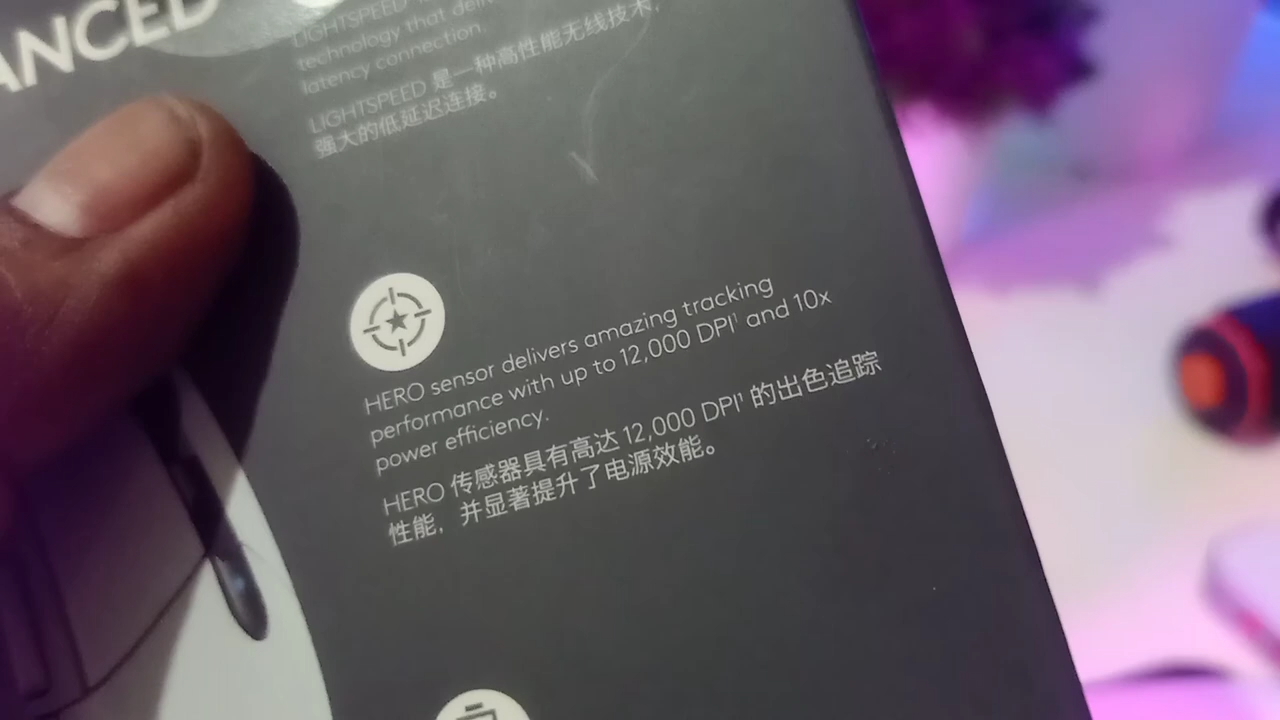 ANCED
LIGHTSPEED
technology that
latency connection.
LIGHTSPEED 是一种高性能无线技术，
强大的低延迟连接。
HERO sensor delivers amazing tracking
performance with up to 12,000 DPI¹ and 10x
power efficiency.
HERO 传感器具有高达 12,000 DPI¹ 的出色追踪
性能，并显著提升了电源效能。